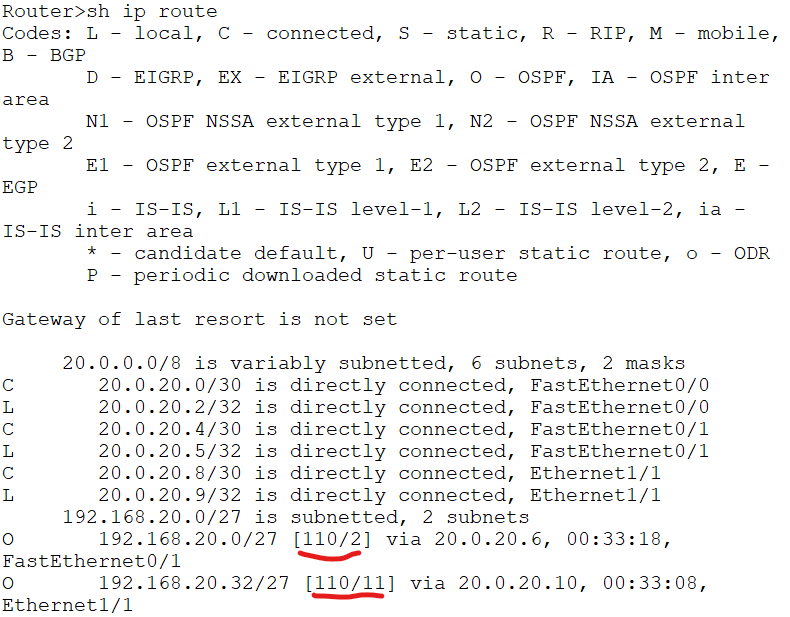 Router>sh ip route
Codes: L - local, C - connected, S - static, R - RIP, M - mobile,
B - BGP
       D - EIGRP, EX - EIGRP external, O - OSPF, IA - OSPF inter
area
       N1 - OSPF NSSA external type 1, N2 - OSPF NSSA external
type 2
       E1 - OSPF external type 1, E2 - OSPF external type 2, E -
EGP
       i - IS-IS, L1 - IS-IS level-1, L2 - IS-IS level-2, ia -
IS-IS inter area
       * - candidate default, U - per-user static route, o - ODR
       P - periodic downloaded static route
Gateway of last resort is not set
     20.0.0.0/8 is variably subnetted, 6 subnets, 2 masks
C       20.0.20.0/30 is directly connected, FastEthernet0/0
L       20.0.20.2/32 is directly connected, FastEthernet0/0
C       20.0.20.4/30 is directly connected, FastEthernet0/1
L       20.0.20.5/32 is directly connected, FastEthernet0/1
C       20.0.20.8/30 is directly connected, Ethernet1/1
L       20.0.20.9/32 is directly connected, Ethernet1/1
     192.168.20.0/27 is subnetted, 2 subnets
O       192.168.20.0/27 [110/2] via 20.0.20.6, 00:33:18,
FastEthernet0/1
O       192.168.20.32/27 [110/11] via 20.0.20.10, 00:33:08,
Ethernet1/1